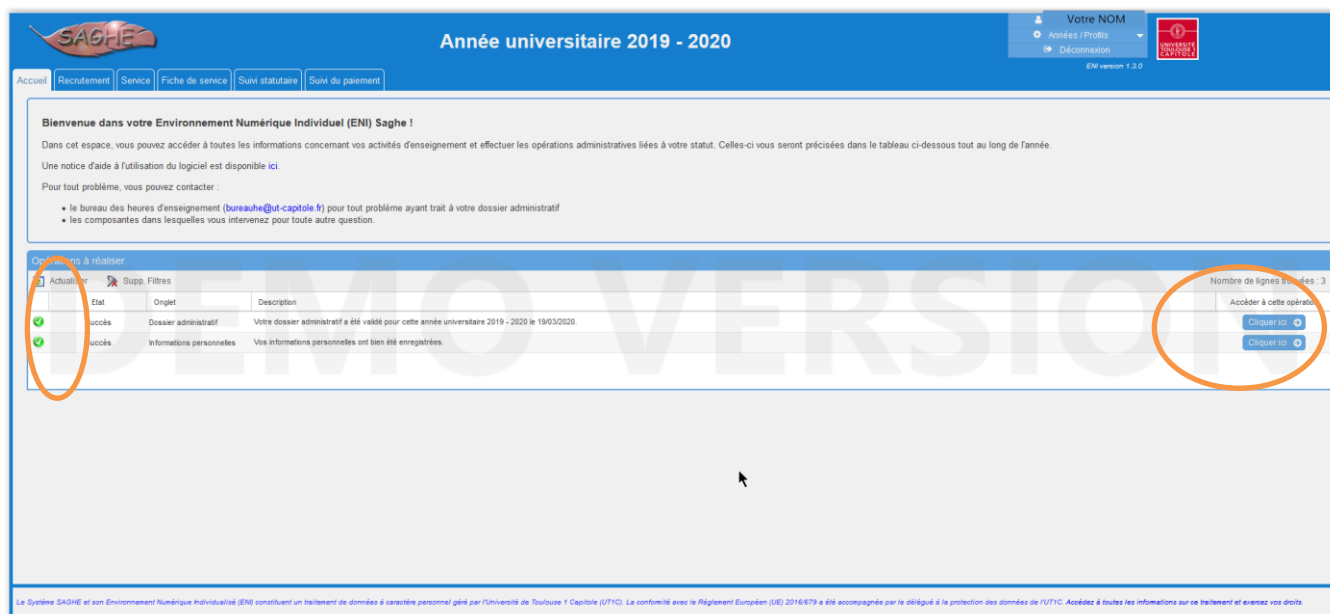 SAGHE
Année universitaire 2019 - 2020
Votre NOM
Années / Profils
Déconnexion
ENI version 1.3.0
UNIVERSITÉ
TOULOUSE 1
CAPITOLE
Accueil Recrutement Service Fiche de service Suivi statutaire Suivi du paiement
Bienvenue dans votre Environnement Numérique Individuel (ENI) Saghe !
Dans cet espace, vous pouvez accéder à toutes les informations concernant vos activités d'enseignement et effectuer les opérations administratives liées à votre statut. Celles-ci vous seront précisées dans le tableau ci-dessous tout au long de l'année.
Une notice d'aide à l'utilisation du logiciel est disponible ici.
Pour tout problème, vous pouvez contacter :
• le bureau des heures d'enseignement (bureauhe@ut-capitole.fr) pour tout problème ayant trait à votre dossier administratif
• les composantes dans lesquelles vous intervenez pour toute autre question.
Opérations à réaliser
Actualiser Supp. Filtres Nombre de lignes trouvées : 3
Etat Onglet Description Accéder à cette opération
Succès Dossier administratif Votre dossier administratif a été validé pour cette année universitaire 2019 - 2020 le 19/03/2020. Cliquer ici
Succès Informations personnelles Vos informations personnelles ont bien été enregistrées. Cliquer ici
DEMO VERSION
Le Système SAGHE et son Environnement Numérique Individualisé (ENI) constituent un traitement de données à caractère personnel géré par l'Université de Toulouse 1 Capitole (UT1C). La conformité avec le Règlement Européen (UE) 2016/679 a été accompagnée par le délégué à la protection des données de l'UT1C. Accédez à toutes les informations sur ce traitement et exercez vos droits.